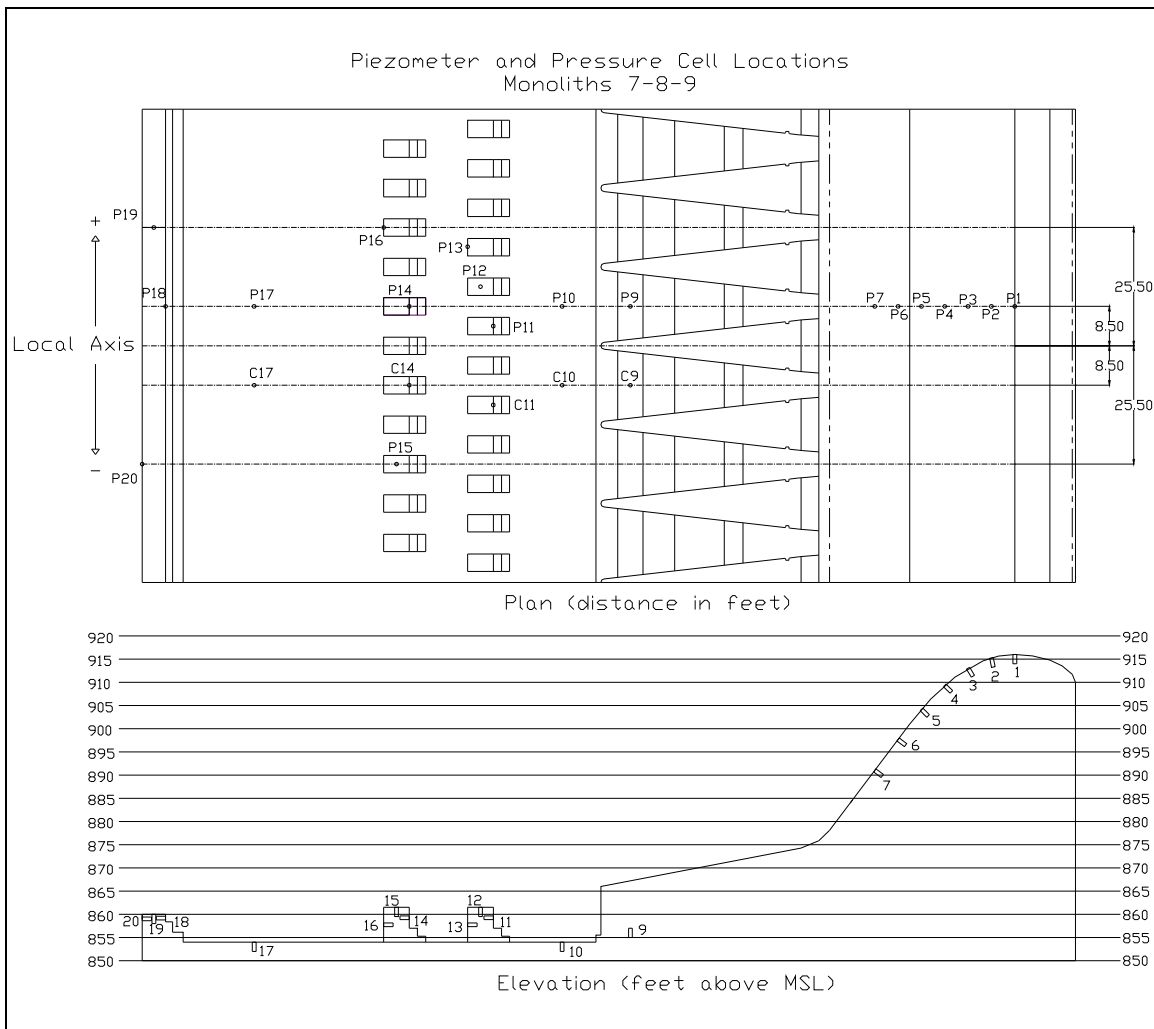 Piezometer and Pressure Cell Locations
Monoliths 7-8-9
P19
+
P16
P13
P12
P18
P17
P14
P10
P9
P7
P6
P5
P4
P3
P2
P1
25.50
8.50
P11
Local Axis
C17
C14
C10
C9
8.50
C11
25.50
P15
−
P20
Plan (distance in feet)
920 920
915 915
910 910
905 905
900 900
895 895
890 890
885 885
880 880
875 875
870 870
865 865
860 860
855 855
850 850
1
2
3
4
5
6
7
15
12
20
19
18
16
14
13
11
9
17
10
Elevation (feet above MSL)